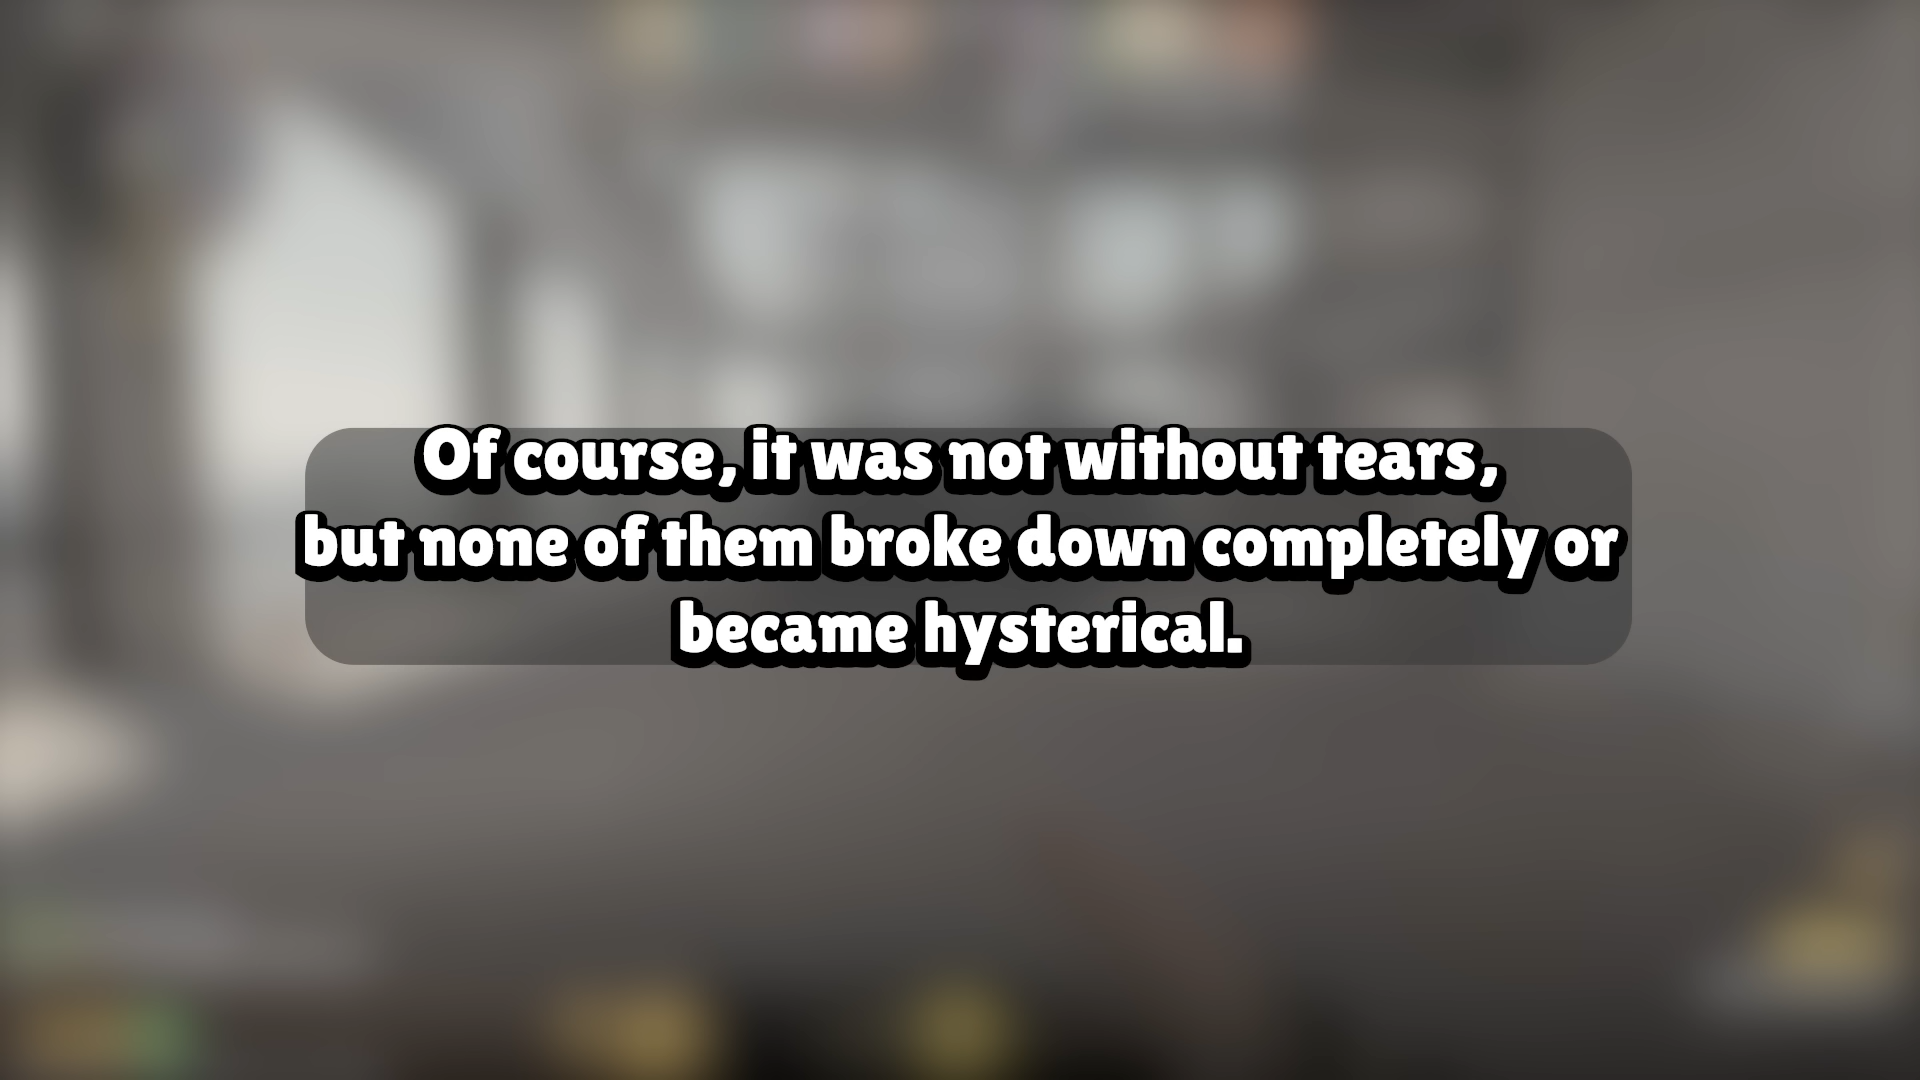 Of course, it was not without tears,
but none of them broke down completely or
became hysterical.